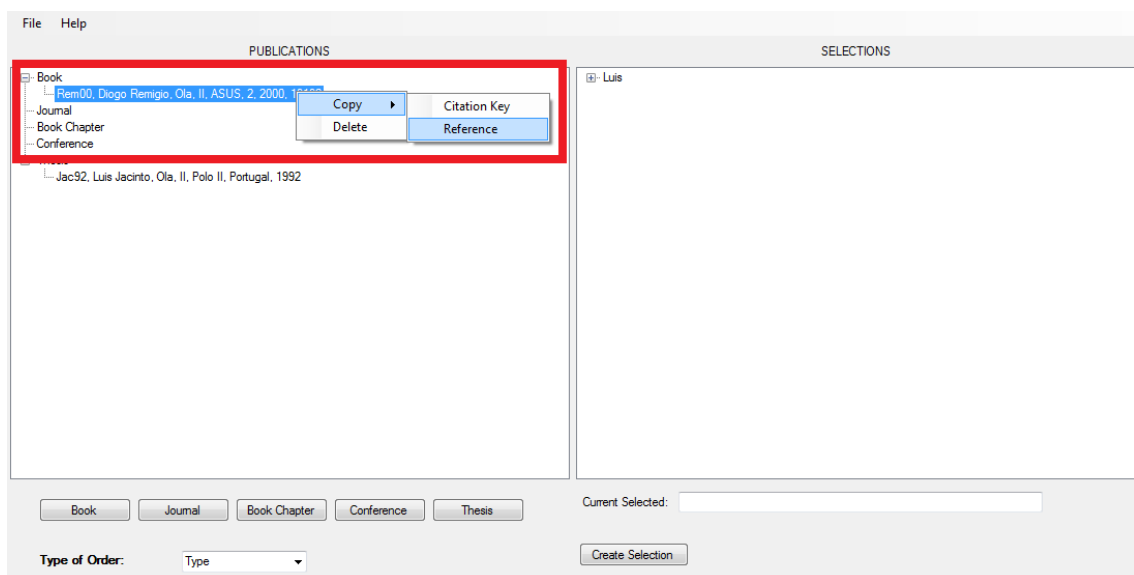 File Help
PUBLICATIONS
SELECTIONS
Book
Rem00, Diogo Remigio, Ola, II, ASUS, 2, 2000,
Copy
Citation Key
Delete
Reference
Journal
Book Chapter
Conference
Jac92, Luis Jacinto, Ola, II, Polo II, Portugal, 1992
Luis
Book
Journal
Book Chapter
Conference
Thesis
Current Selected:
Type of Order:
Type
Create Selection